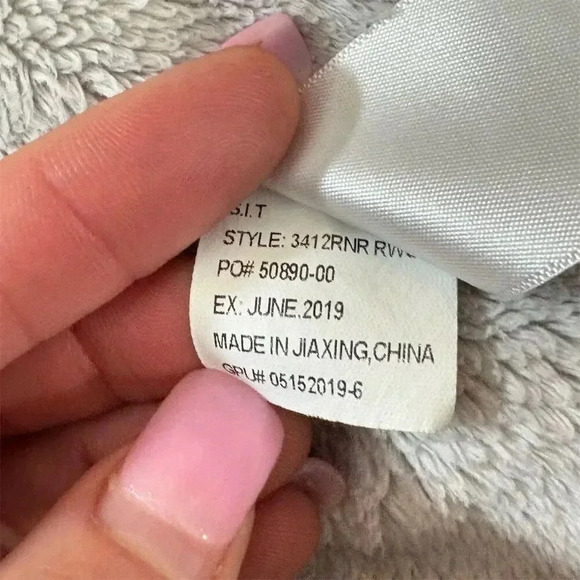 S.I.T
STYLE: 3412RNR
PO# 50890-00
EX: JUNE,2019
MADE IN JIAXING,CHINA
GPU# 05152019-6